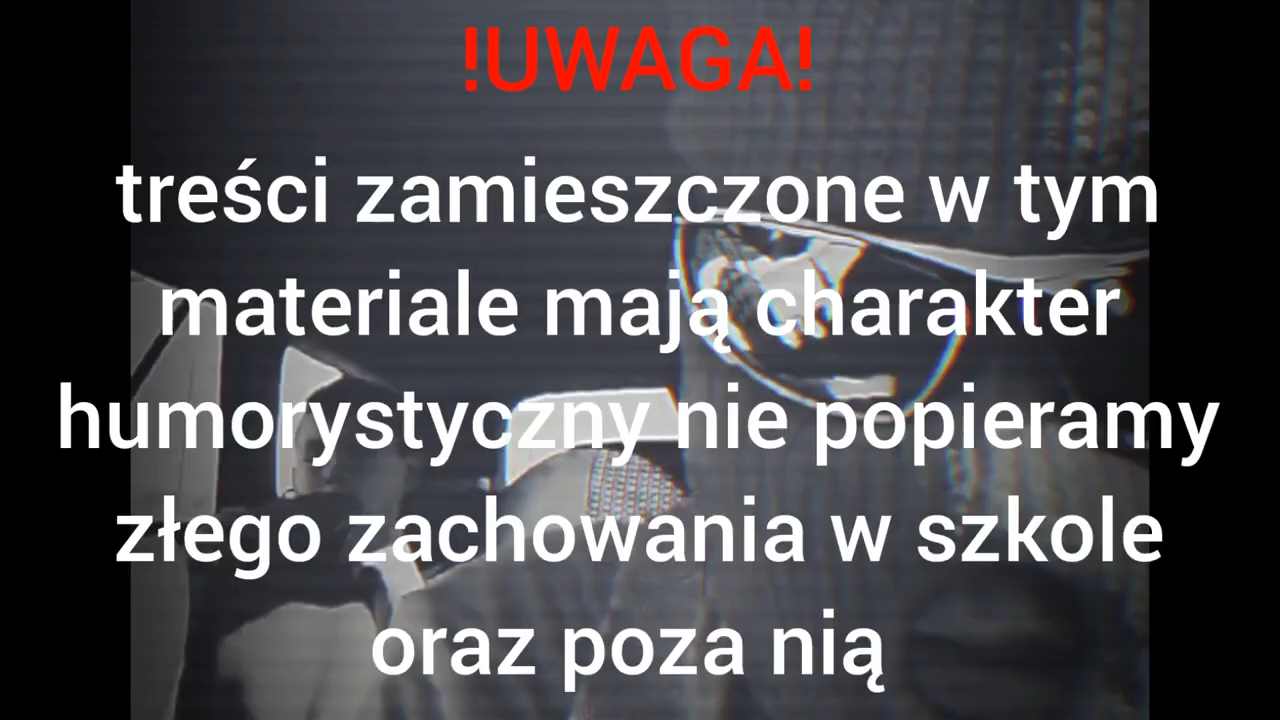 !UWAGA!
treści zamieszczone w tym
materiale mają charakter
humorystyczny nie popieramy
złego zachowania w szkole
oraz poza nią